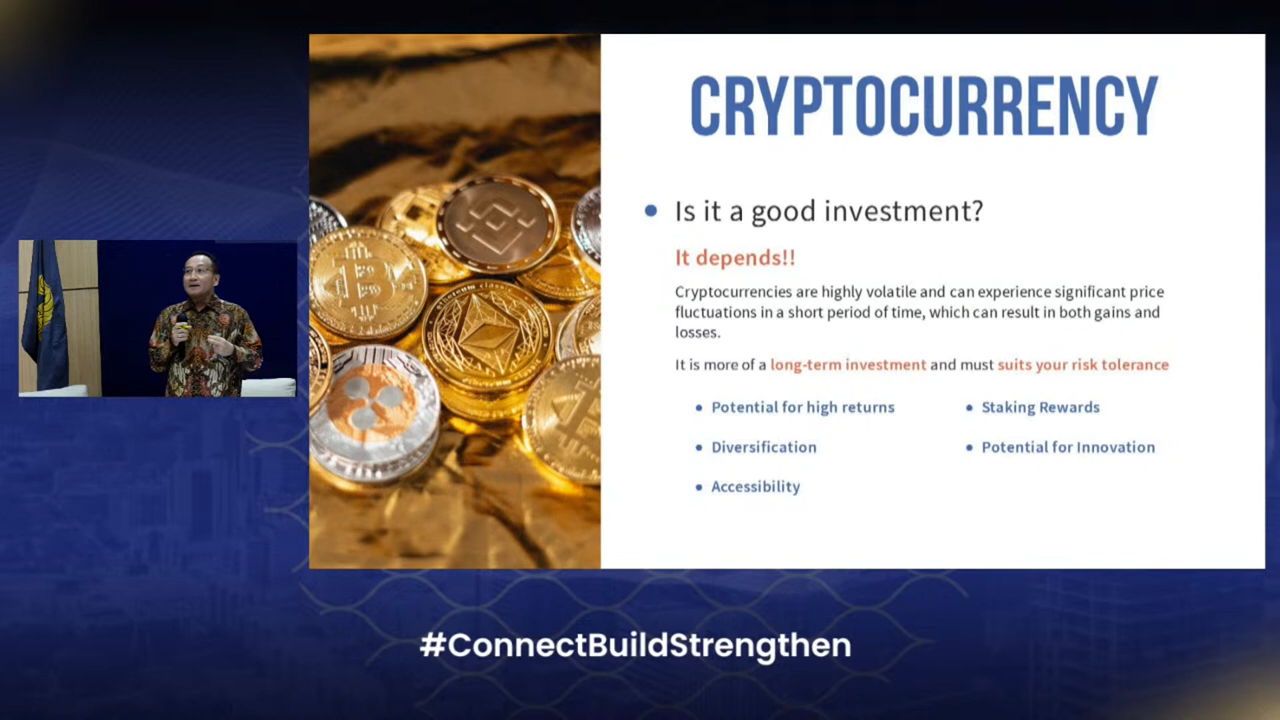 CRYPTOCURRENCY
Is it a good investment?
It depends!!
Cryptocurrencies are highly volatile and can experience significant price
fluctuations in a short period of time, which can result in both gains and
losses.
It is more of a long-term investment and must suits your risk tolerance
Potential for high returns
Staking Rewards
Diversification
Potential for Innovation
Accessibility
#ConnectBuildStrengthen